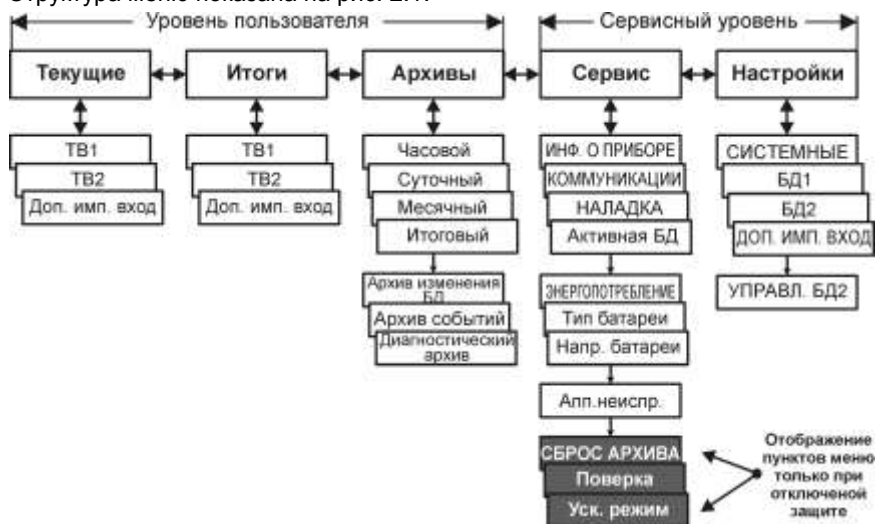 Структура меню показана на рис. 2.1.
Уровень пользователя
Сервисный уровень
Текущие
Итоги
Архивы
Сервис
Настройки
ТВ1
ТВ2
Доп. имп. вход
ТВ1
ТВ2
Доп. имп. вход
Часовой
Суточный
Месячный
Итоговый
Архив изменения
БД
Архив событий
Диагностический
архив
ИНФ. О ПРИБОРЕ
КОММУНИКАЦИИ
НАЛАДКА
Активная БД
ЭНЕРГОПОТРЕБЛЕНИЕ
Тип батареи
Напр. батареи
Апп.неиспр.
СБРОС АРХИВА
Поверка
Уск. режим
СИСТЕМНЫЕ
БД1
БД2
ДОП. ИМП. ВХОД
УПРАВЛ. БД2
Отображение
пунктов меню
только при
отключеной
защите